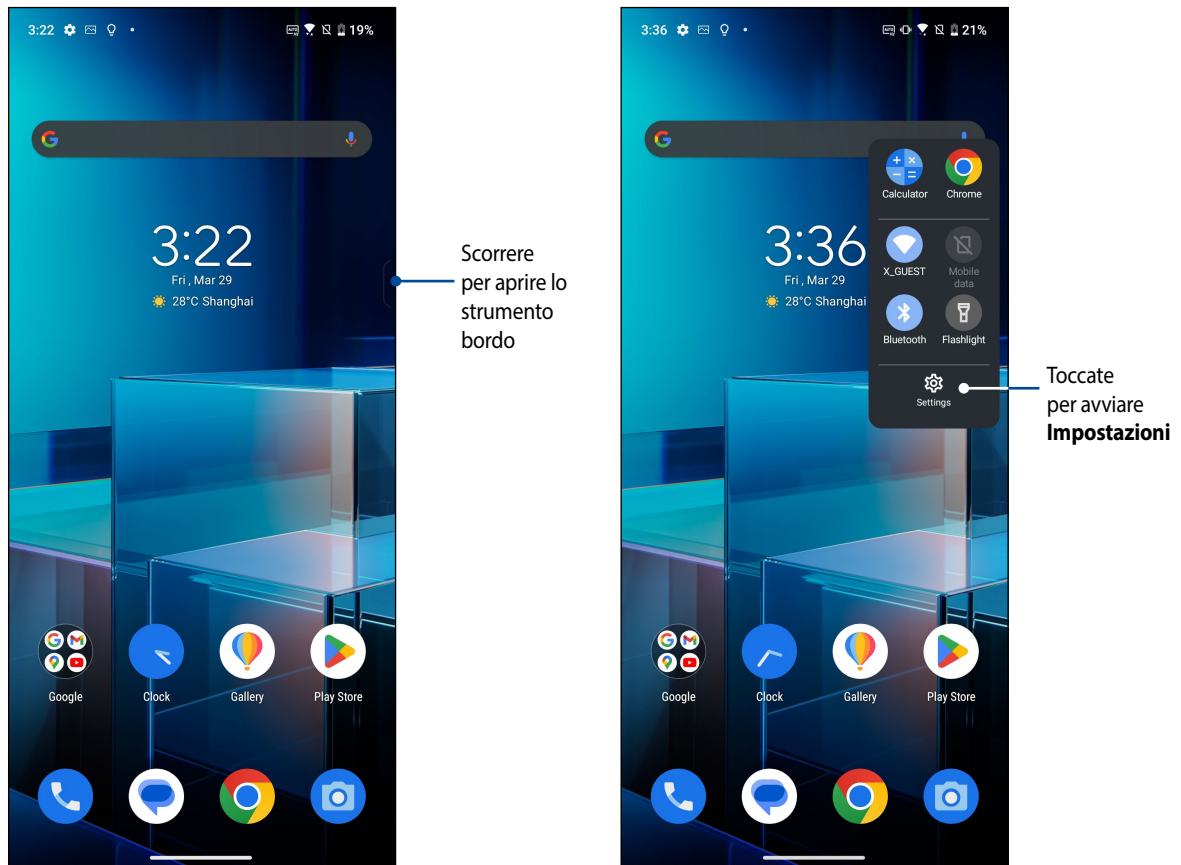 3:22
19%
3:22
Fri , Mar 29
28°C Shanghai
Google
Clock
Gallery
Play Store
Scorrere
per aprire lo
strumento
bordo
3:36
21%
Calculator
Chrome
3:36
Fri , Mar 29
28°C Shanghai
X_GUEST
Mobile
data
Bluetooth
Flashlight
Settings
Google
Clock
Gallery
Play Store
Toccate
per avviare
Impostazioni